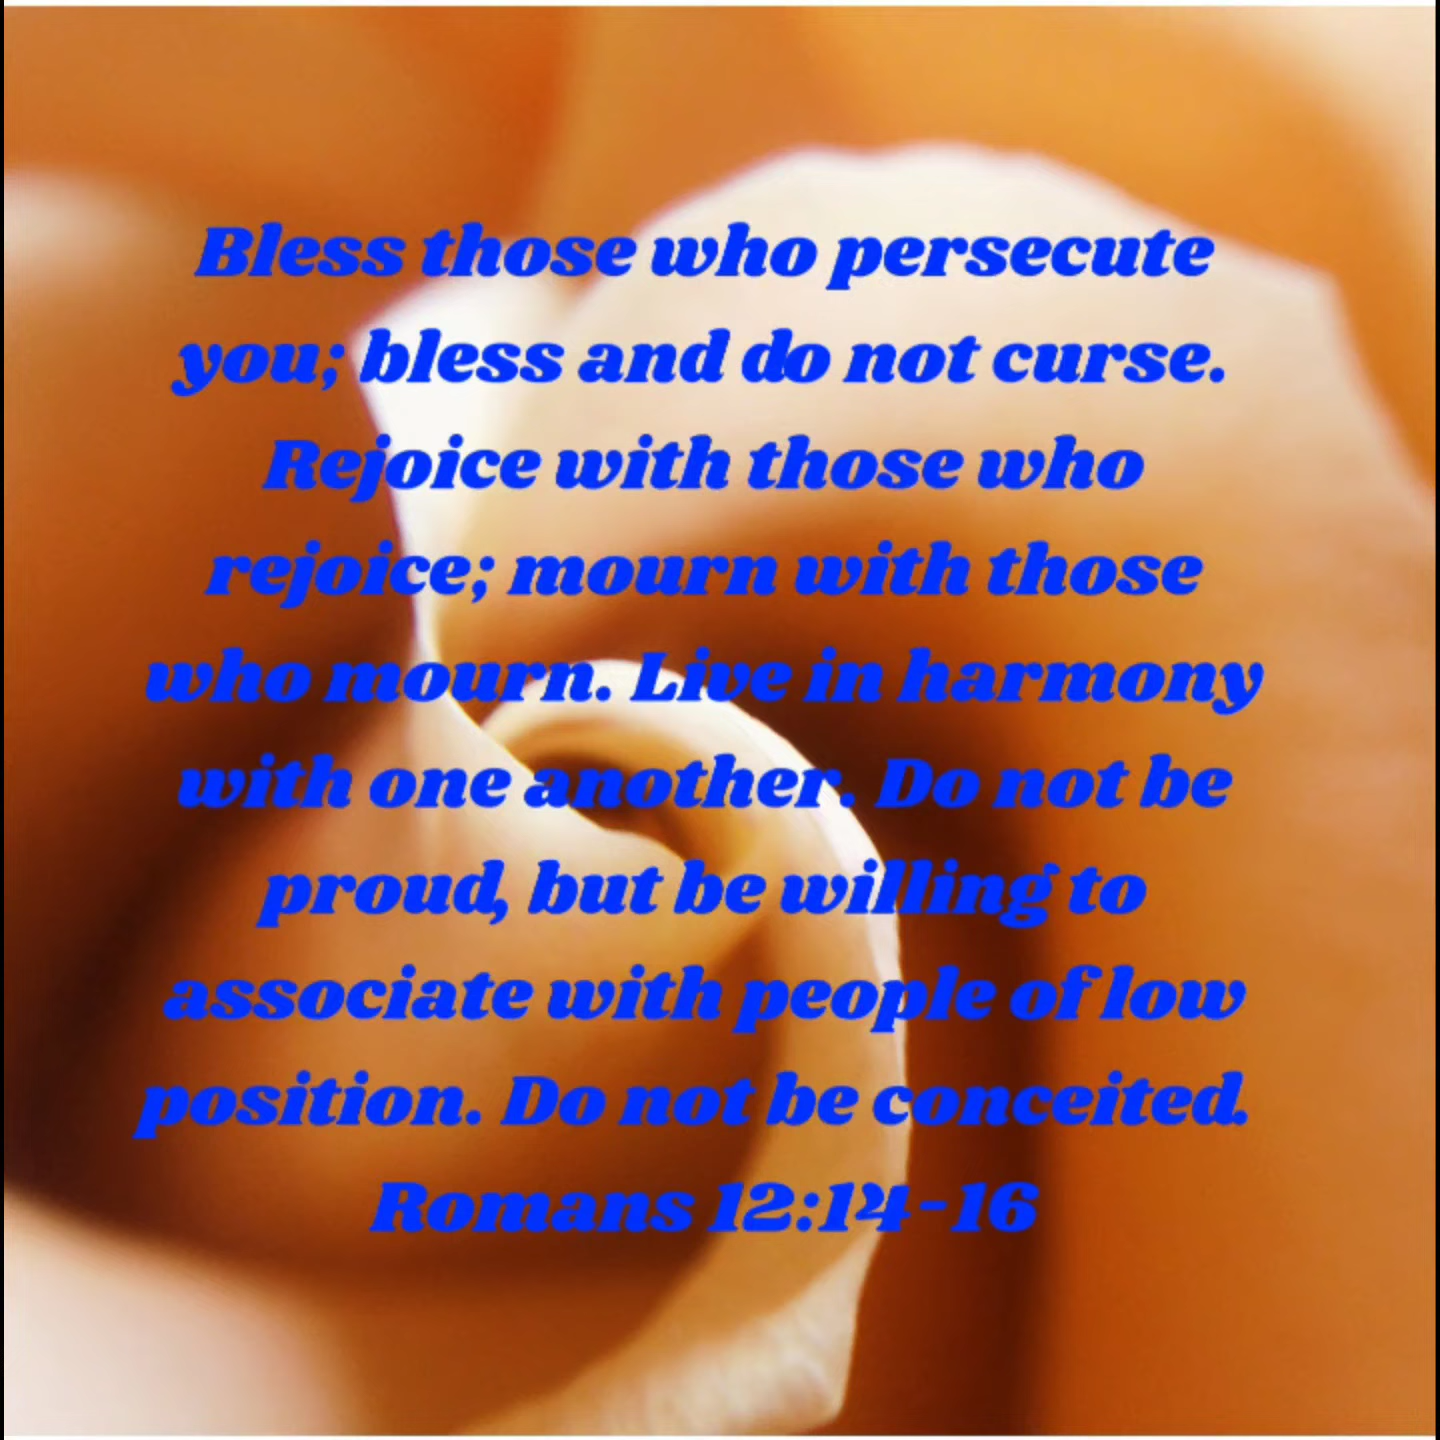 Bless those who persecute
you; bless and do not curse.
Rejoice with those who
rejoice; mourn with those
who mourn. Live in harmony
with one another. Do not be
proud, but be willing to
associate with people of low
position. Do not be conceited.
Romans 12:14-16